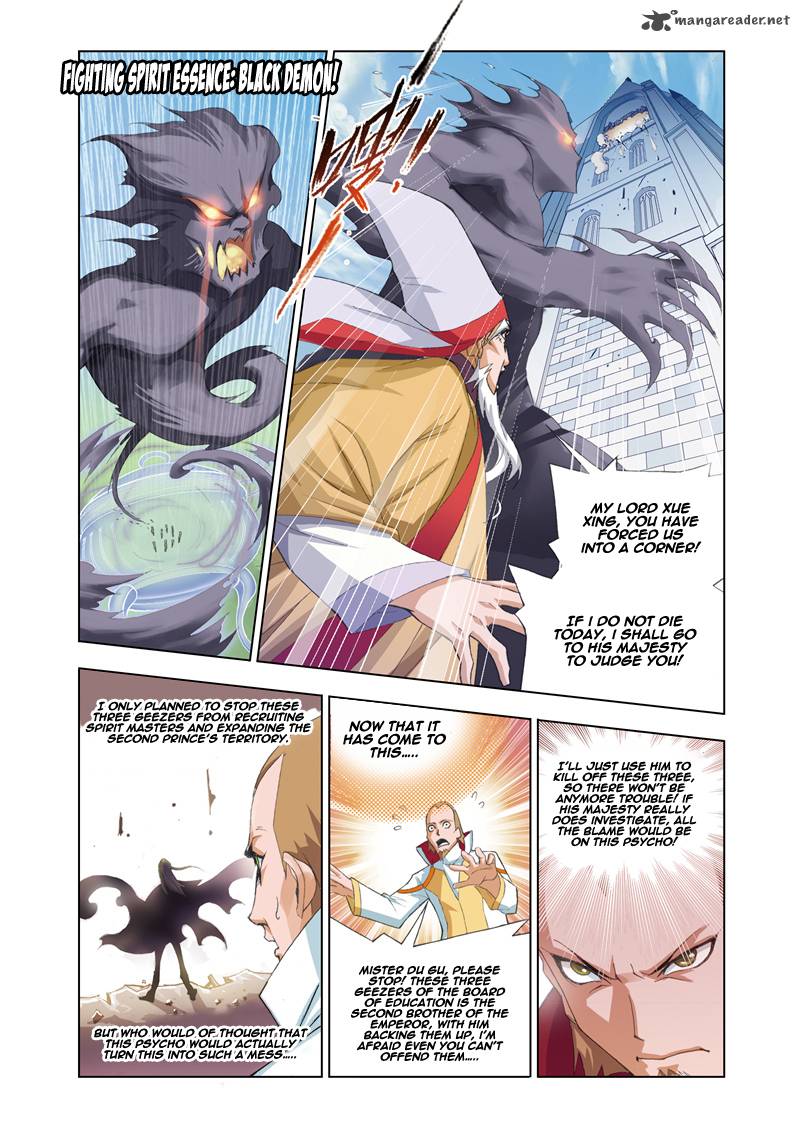 mangareader.net
FIGHTING SPIRIT ESSENCE: BLACK DEMON!
嘿!
MY LORD XUE
XING, YOU HAVE
FORCED US
INTO A CORNER!
IF I DO NOT DIE
TODAY, I SHALL GO
TO HIS MAJESTY
TO JUDGE YOU!
I ONLY PLANNED TO STOP THESE
THREE GEEZERS FROM RECRUITING
SPIRIT MASTERS AND EXPANDING THE
SECOND PRINCE'S TERRITORY.
BUT WHO WOULD OF THOUGHT THAT
THIS PSYCHO WOULD ACTUALLY
TURN THIS INTO SUCH A MESS.....
NOW THAT IT
HAS COME TO
THIS.....
MISTER DU GU, PLEASE
STOP! THESE THREE
GEEZERS OF THE BOARD
OF EDUCATION IS THE
SECOND BROTHER OF THE
EMPEROR, WITH HIM
BACKING THEM UP, I'M
AFRAID EVEN YOU CAN'T
OFFEND THEM.....
I'LL JUST USE HIM TO
KILL OFF THESE THREE,
SO THERE WON'T BE
ANYMORE TROUBLE! IF
HIS MAJESTY REALLY
DOES INVESTIGATE, ALL
THE BLAME WOULD BE
ON THIS PSYCHO!